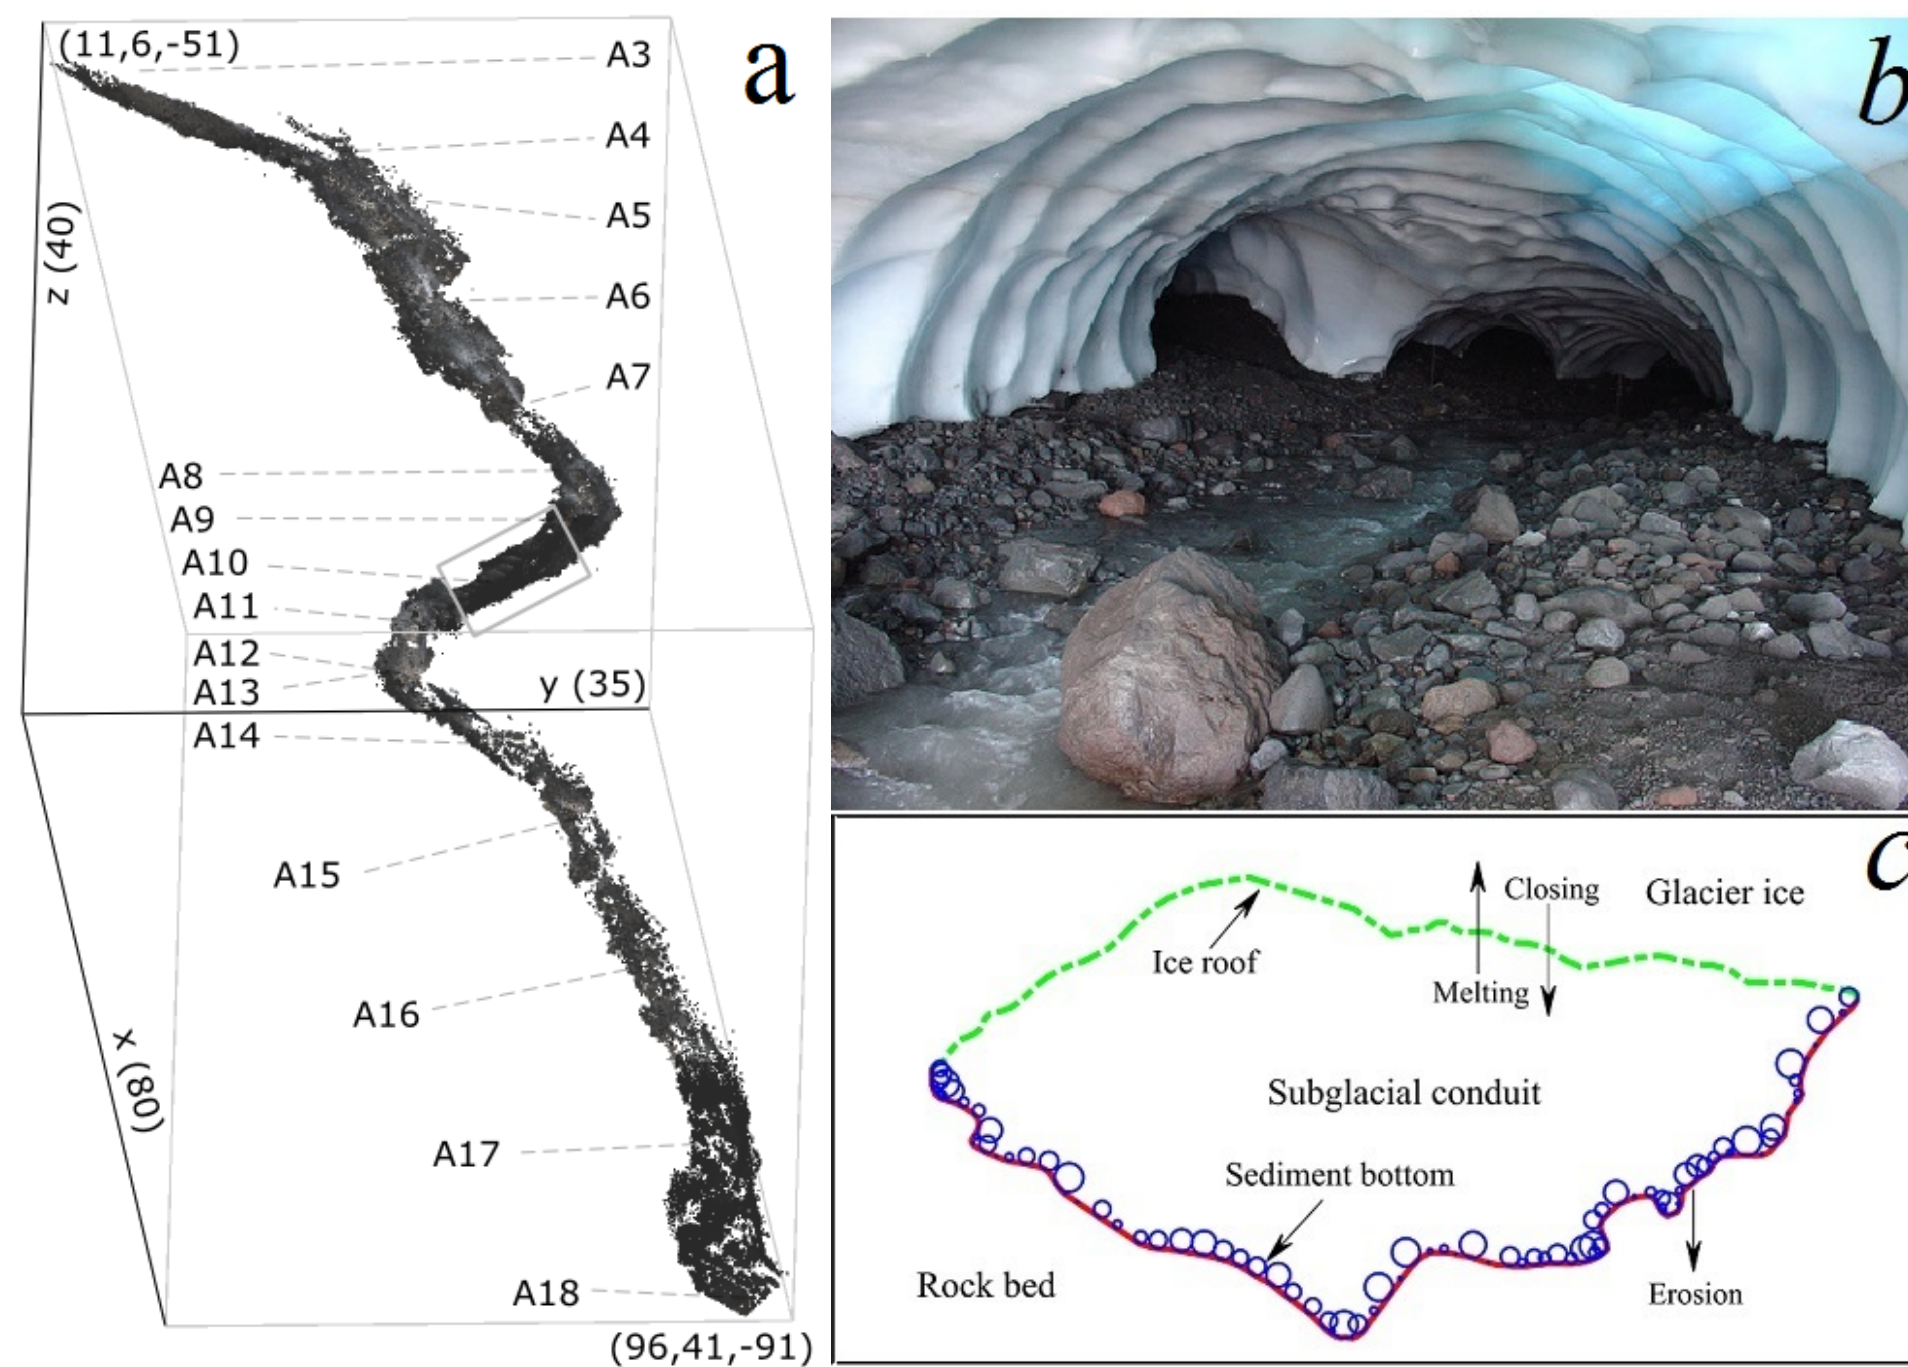 a
(11,6,-51)
A3
A4
A5
z (40)
A6
A7
A8
A9
A10
A11
A12
A13
y (35)
A14
A15
A16
x (80)
A17
A18
(96,41,-91)
b
c
Closing
Glacier ice
Ice roof
Melting
Subglacial conduit
Sediment bottom
Rock bed
Erosion